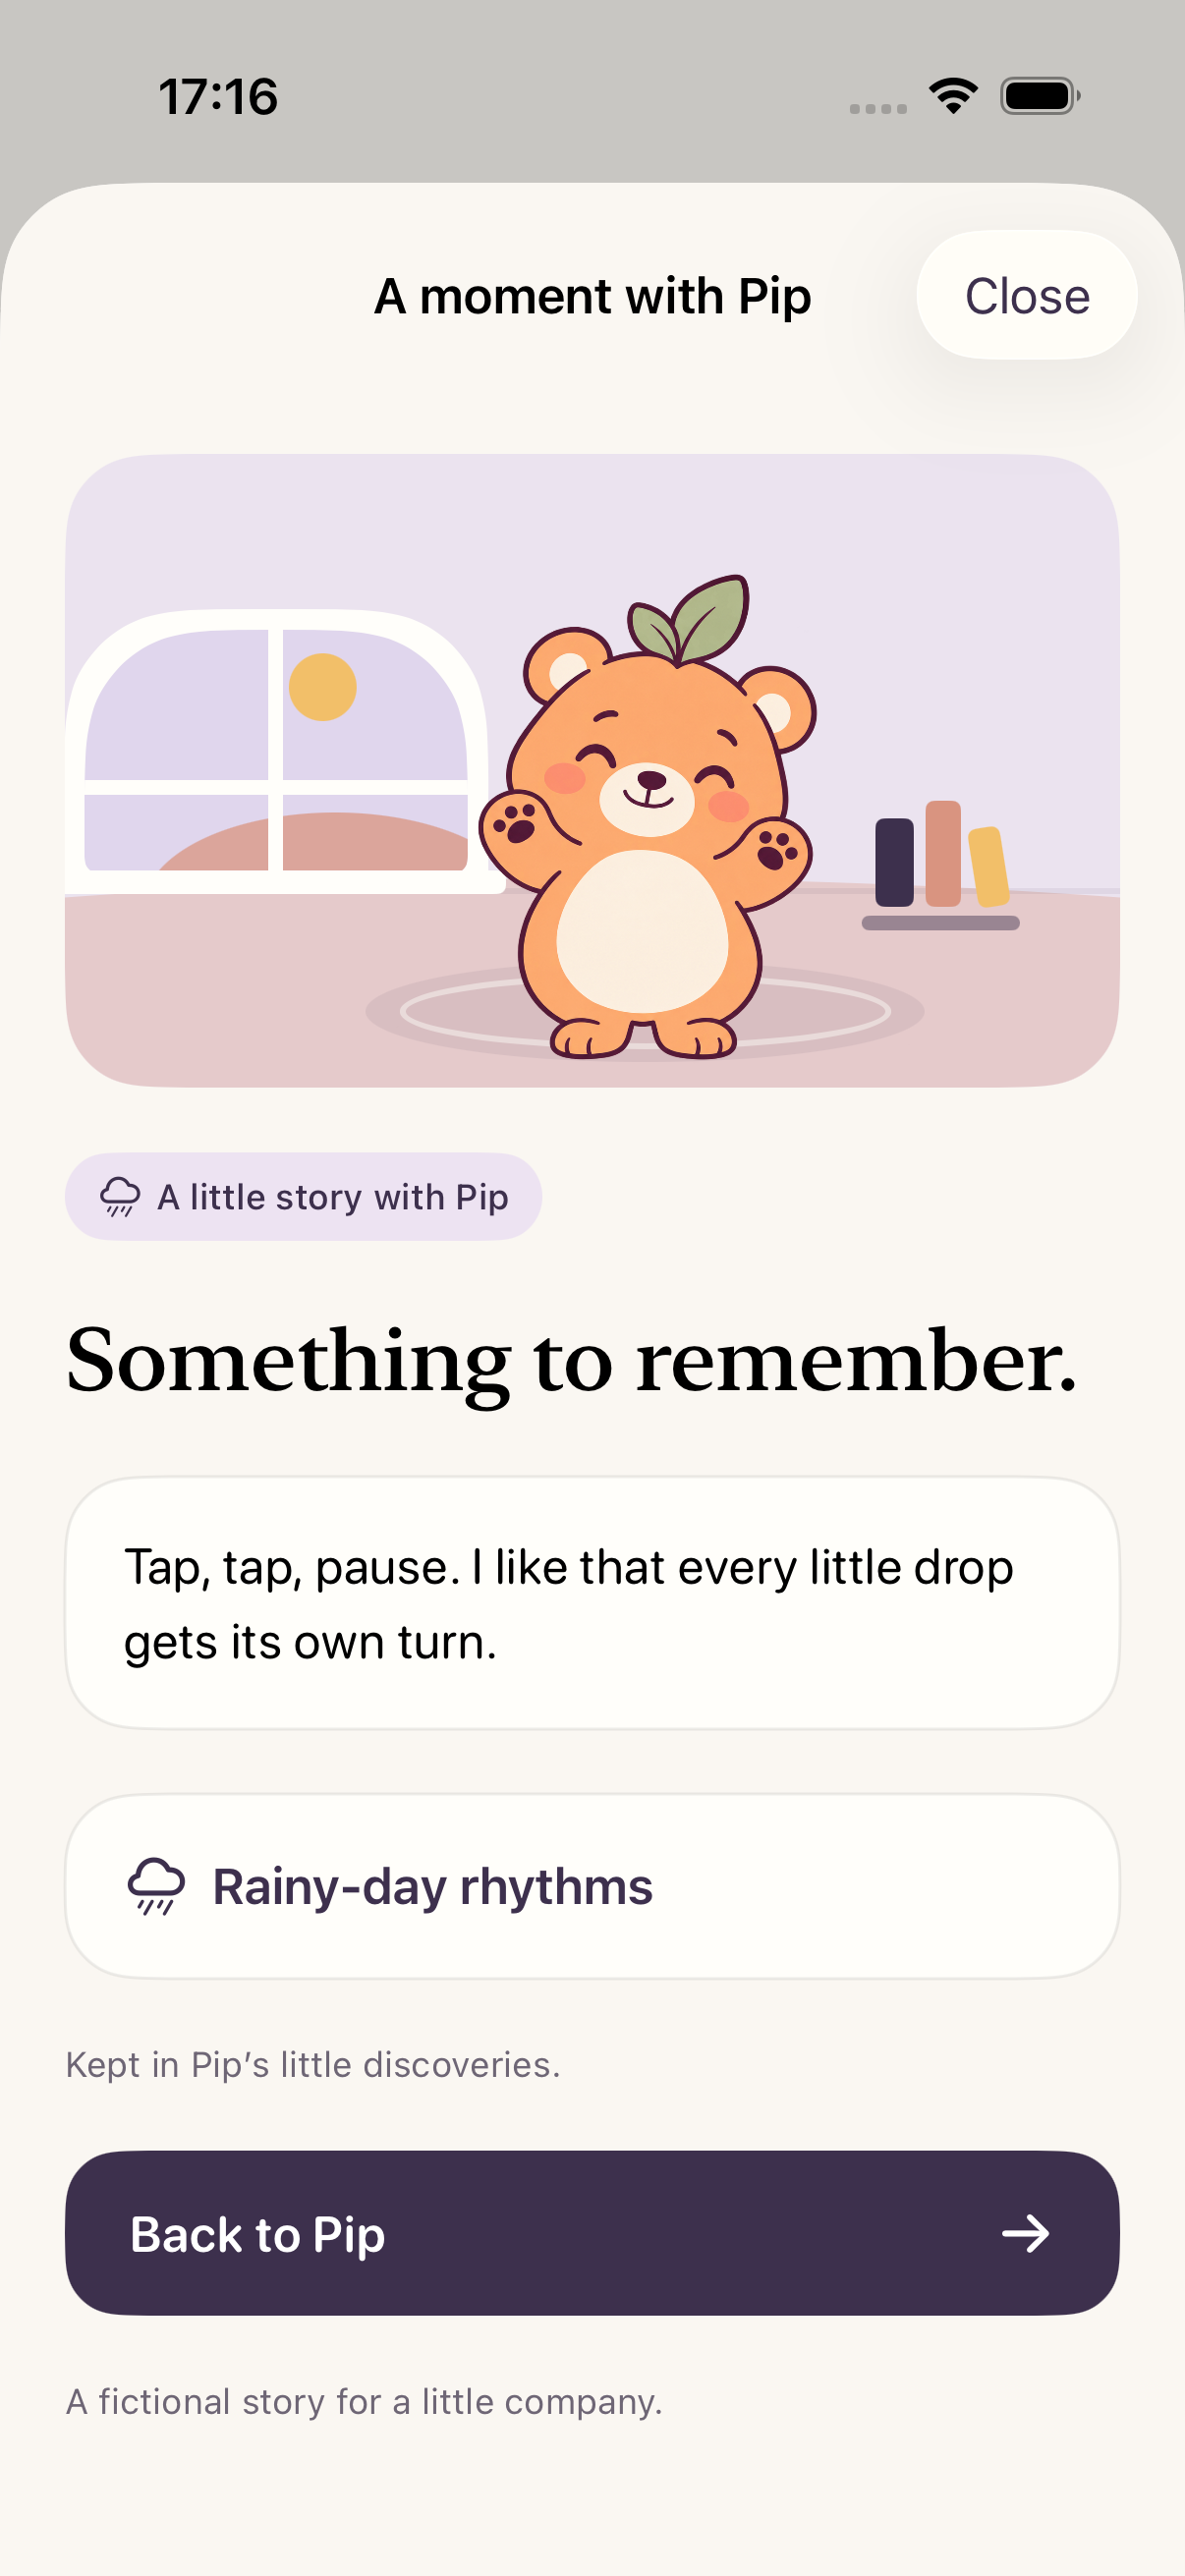 17:16
A moment with Pip
Close
A little story with Pip
Something to remember.
Tap, tap, pause. I like that every little drop
gets its own turn.
Rainy-day rhythms
Kept in Pip’s little discoveries.
Back to Pip
A fictional story for a little company.